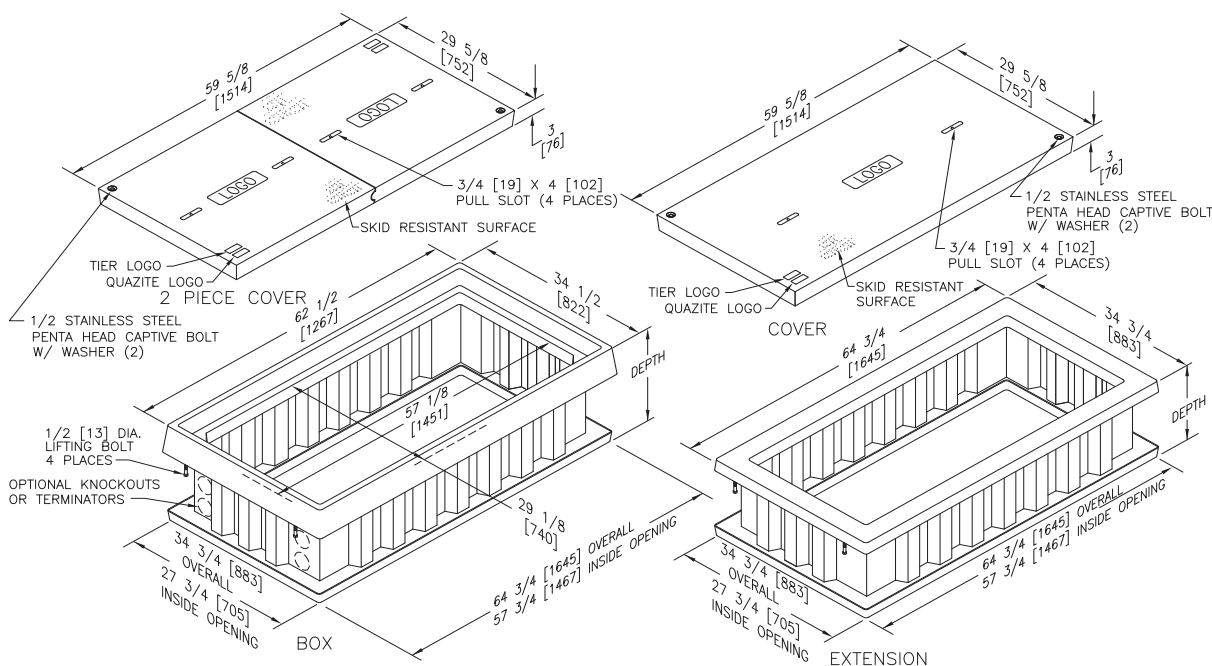 59 5/8
[1514]
29 5/8
[752]
3
[76]
LOGO
LOGO
3/4 [19] X 4 [102]
PULL SLOT (4 PLACES)
SKID RESISTANT SURFACE
TIER LOGO
QUAZITE LOGO
2 PIECE COVER
1/2 STAINLESS STEEL
PENTA HEAD CAPTIVE BOLT
W/ WASHER (2)
59 5/8
[1514]
29 5/8
[752]
3
[76]
LOGO
1/2 STAINLESS STEEL
PENTA HEAD CAPTIVE BOLT
W/ WASHER (2)
3/4 [19] X 4 [102]
PULL SLOT (4 PLACES)
TIER LOGO
QUAZITE LOGO
SKID RESISTANT
SURFACE
COVER
62 1/2
[1267]
34 1/2
[822]
DEPTH
57 1/8
[1451]
1/2 [13] DIA.
LIFTING BOLT
4 PLACES
OPTIONAL KNOCKOUTS
OR TERMINATORS
29 1/8
[740]
34 3/4 [883]
OVERALL
27 3/4 [705]
INSIDE OPENING
64 3/4 [1645] OVERALL
57 3/4 [1467] INSIDE OPENING
BOX
64 3/4
[1645]
34 3/4
[883]
DEPTH
34 3/4 [883]
OVERALL
27 3/4 [705]
INSIDE OPENING
64 3/4 [1645] OVERALL
57 3/4 [1467] INSIDE OPENING
EXTENSION